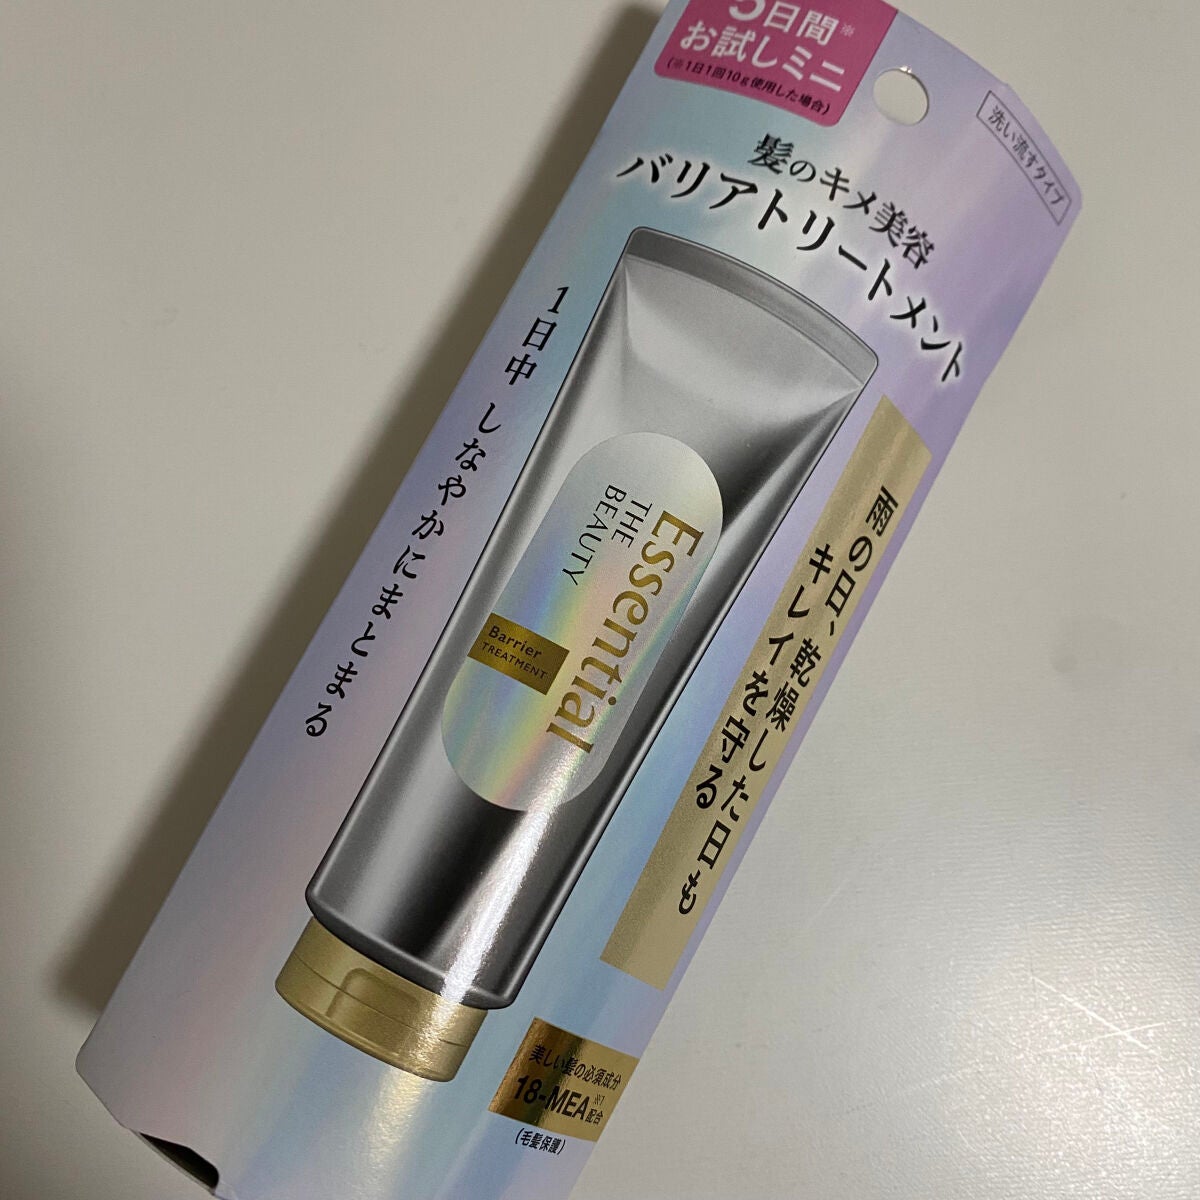 5日間※
お試しミニ
(※1日1回10g使用した場合)
洗い流すタイプ
髪のキメ美容
バリアトリートメント
雨の日、乾燥した日も
キレイを守る
1日中 しなやかにまとまる
Essential
THE
BEAUTY
Barrier
TREATMENT
美しい髪の必須成分
18-MEA※1配合
(毛髪保護)